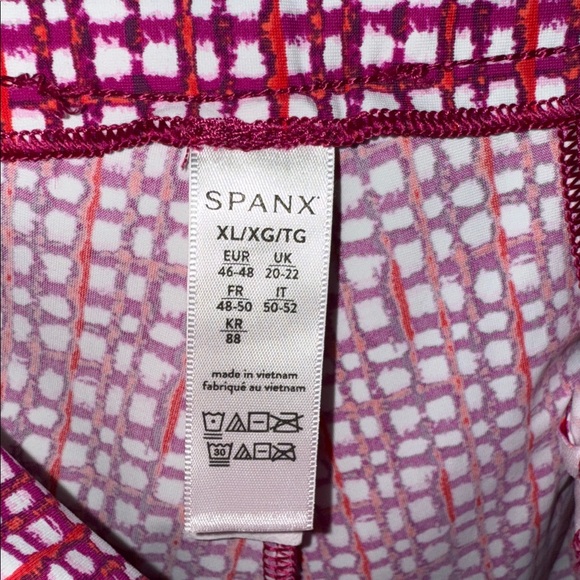 SPANX
XL/XG/TG
EUR UK
46-48 20-22
FR IT
48-50 50-52
KR
88
made in vietnam
fabriqué au vietnam
30